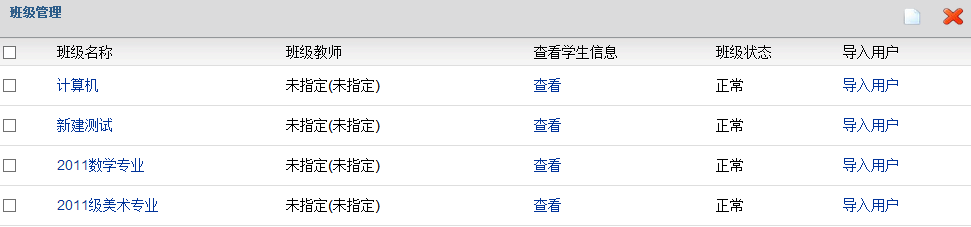 班级管理
班级名称 班级教师 查看学生信息 班级状态 导入用户
计算机 未指定(未指定) 查看 正常 导入用户
新建测试 未指定(未指定) 查看 正常 导入用户
2011数学专业 未指定(未指定) 查看 正常 导入用户
2011级美术专业 未指定(未指定) 查看 正常 导入用户